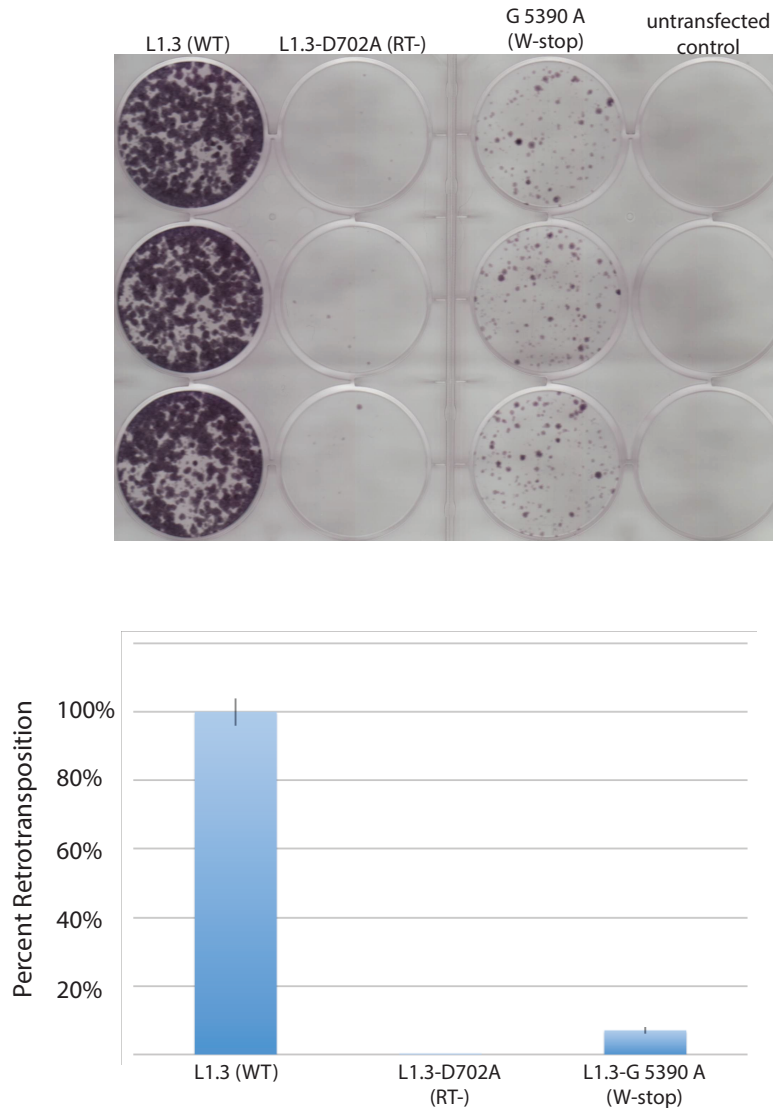 L1.3 (WT)
L1.3-D702A (RT-)
G 5390 A
(W-stop)
untransfected
control
Percent Retrotransposition
100%
80%
60%
40%
20%
L1.3 (WT)
L1.3-D702A
(RT-)
L1.3-G 5390 A
(W-stop)